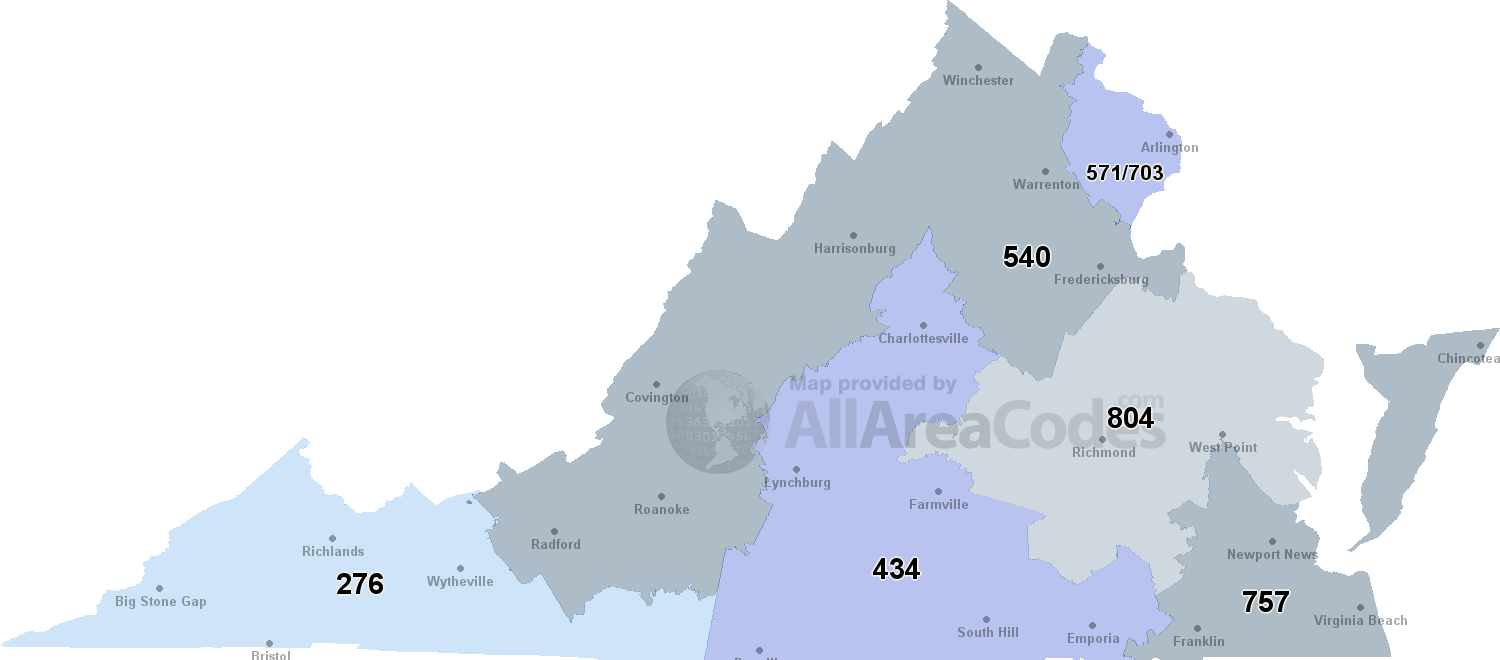 Winchester
Arlington
571/703
Warrenton
Harrisonburg
540
Fredericksburg
Charlottesville
Chincotea
Map provided by
Covington
.com
AllAreaCodes
804
Richmond
West Point
Lynchburg
Farmville
Roanoke
Radford
Richlands
Newport News
434
Wytheville
276
Big Stone Gap
757
Virginia Beach
South Hill
Emporia
Franklin
Bristol